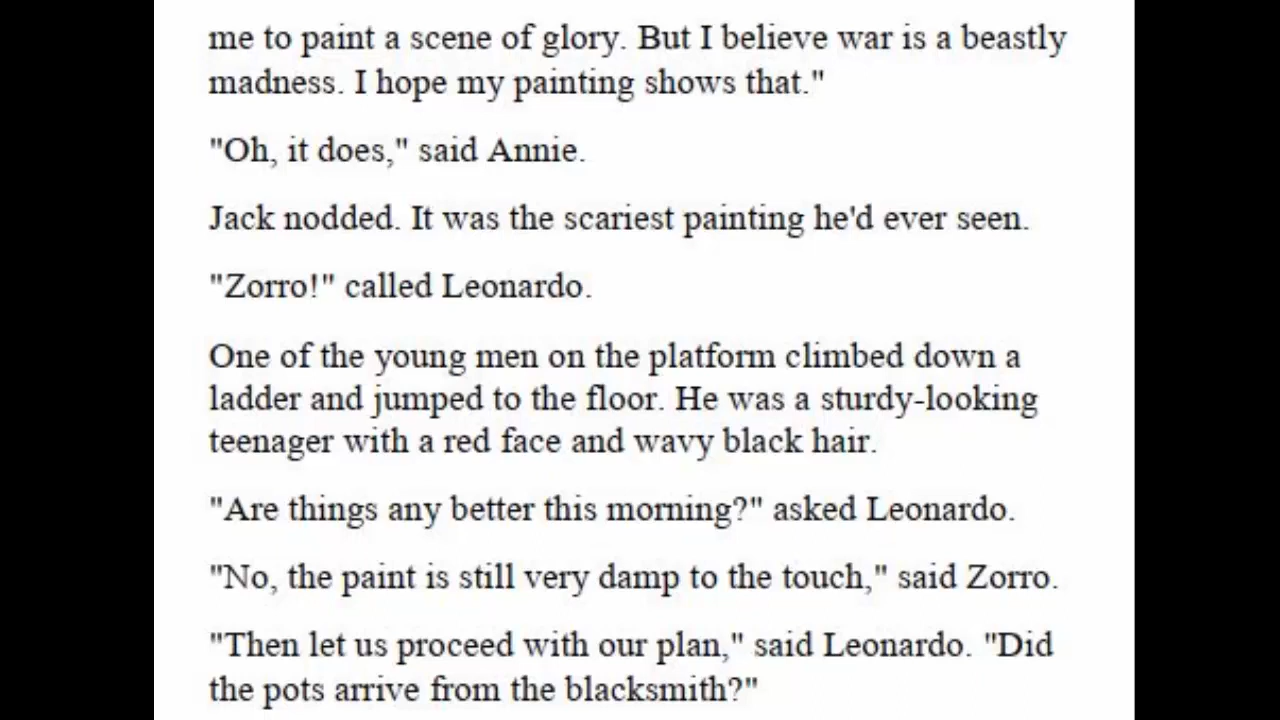 me to paint a scene of glory. But I believe war is a beastly
madness. I hope my painting shows that."
"Oh, it does," said Annie.
Jack nodded. It was the scariest painting he'd ever seen.
"Zorro!" called Leonardo.
One of the young men on the platform climbed down a
ladder and jumped to the floor. He was a sturdy-looking
teenager with a red face and wavy black hair.
"Are things any better this morning?" asked Leonardo.
"No, the paint is still very damp to the touch," said Zorro.
"Then let us proceed with our plan," said Leonardo. "Did
the pots arrive from the blacksmith?"